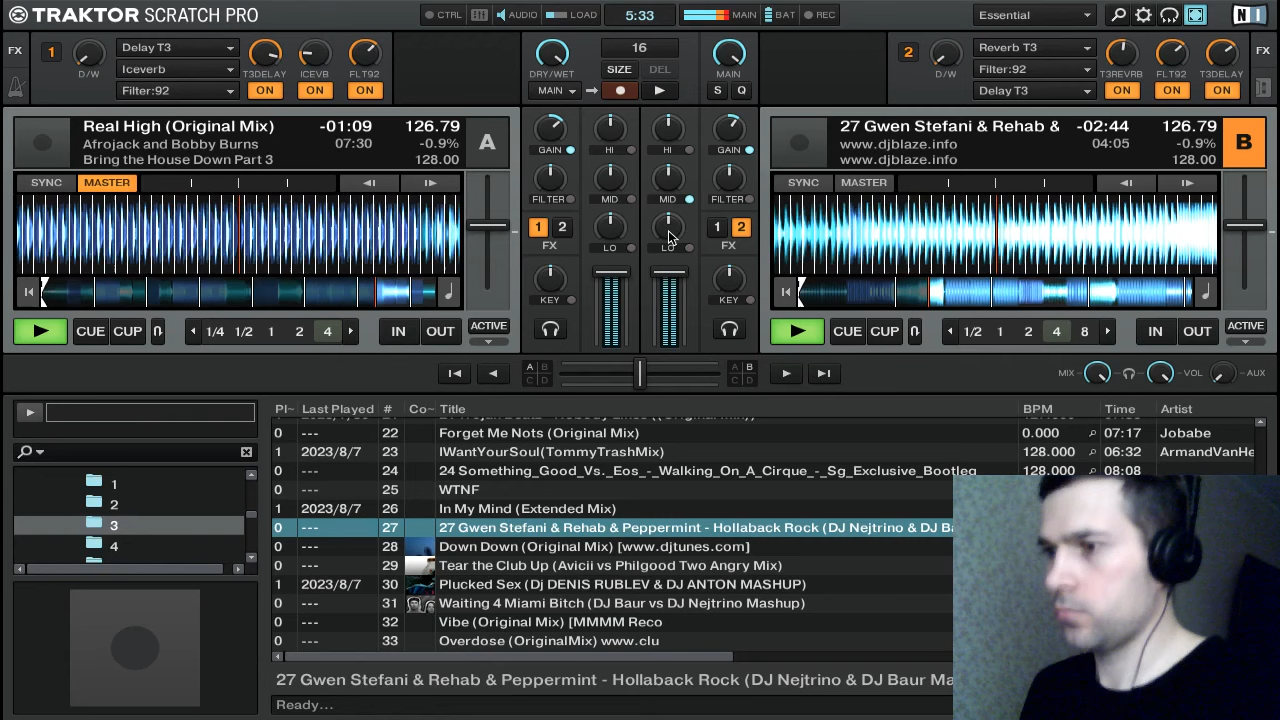 TRAKTOR SCRATCH PRO
CTRL AUDIO LOAD 5:33 MAIN BAT REC Essential NI
FX 1 D/W Delay T3 Iceverb Filter:92 T3DELAY ICEVB FLT92 ON ON ON
DRY/WET MAIN 16 SIZE DEL MAIN S Q
2 D/W Reverb T3 Filter:92 Delay T3 T3REVRB FLT92 T3DELAY ON ON ON FX
Real High (Original Mix) -01:09 126.79
Afrojack and Bobby Burns 07:30 -0.9%
Bring the House Down Part 3 128.00
A
SYNC MASTER
CUE CUP 1/4 1/2 1 2 4 IN OUT ACTIVE
GAIN HI HI GAIN
FILTER MID MID FILTER
1 2 FX LO LO 1 2 FX
KEY KEY
27 Gwen Stefani & Rehab & -02:44 126.79
www.djblaze.info 04:05 -0.9%
www.djblaze.info 128.00
B
SYNC MASTER
CUE CUP 1/2 1 2 4 8 IN OUT ACTIVE
A B C D A B C D MIX VOL AUX
1
2
3
4
Pl~ Last Played # Co~ Title BPM Time Artist
0 --- 22 Forget Me Nots (Original Mix) 0.000 07:17 Jobabe
1 2023/8/7 23 IWantYourSoul(TommyTrashMix) 128.000 06:32 ArmandVanHe
0 --- 24 24 Something_Good_Vs._Eos_-_Walking_On_A_Cirque_-_Sg_Exclusive_Bootleg 128.000 08:08
0 --- 25 WTNF
1 2023/8/7 26 In My Mind (Extended Mix)
0 --- 27 27 Gwen Stefani & Rehab & Peppermint - Hollaback Rock (DJ Nejtrino & DJ Ba
0 --- 28 Down Down (Original Mix) [www.djtunes.com]
0 --- 29 Tear the Club Up (Avicii vs Philgood Two Angry Mix)
1 2023/8/7 30 Plucked Sex (Dj DENIS RUBLEV & DJ ANTON MASHUP)
0 --- 31 Waiting 4 Miami Bitch (DJ Baur vs DJ Nejtrino Mashup)
0 --- 32 Vibe (Original Mix) [MMMM Reco
0 --- 33 Overdose (OriginalMix) www.clu
27 Gwen Stefani & Rehab & Peppermint - Hollaback Rock (DJ Nejtrino & DJ Baur Ma
Ready...